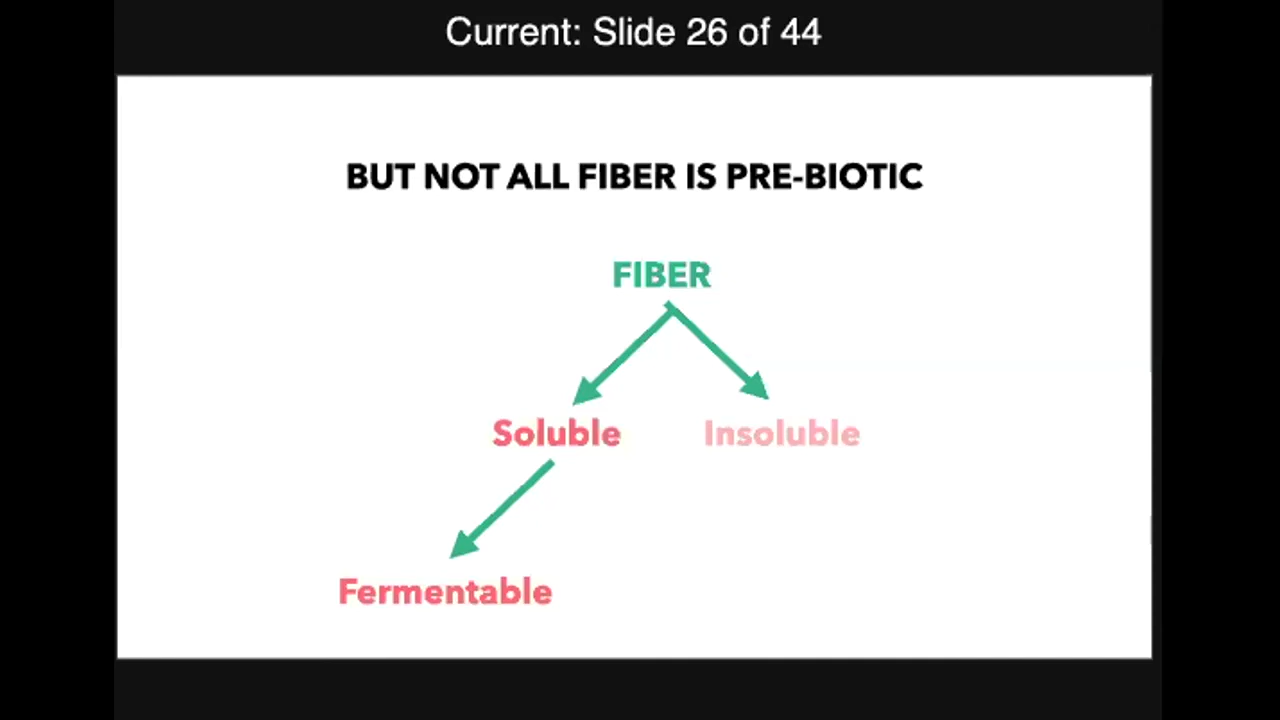 Current: Slide 26 of 44
BUT NOT ALL FIBER IS PRE-BIOTIC
FIBER
Soluble Insoluble
Fermentable